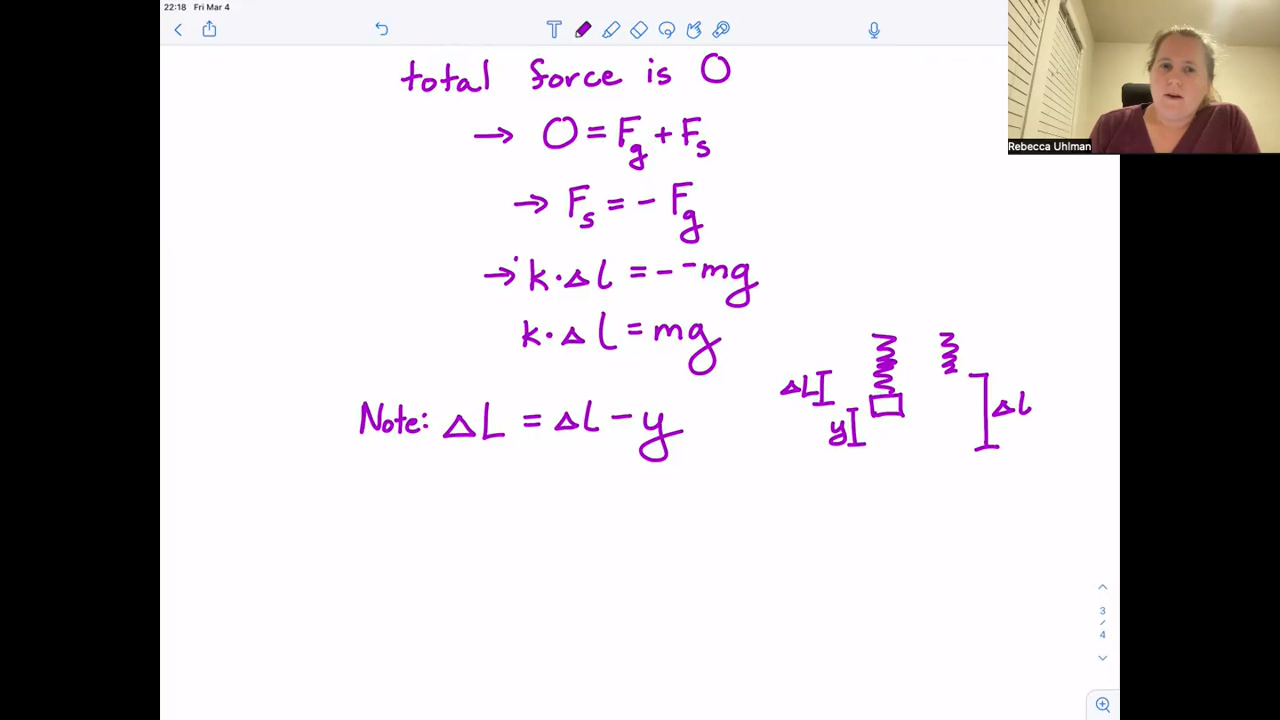 22:18 Fri Mar 4
T
Rebecca Uhlman
total force is 0
→ 0 = Fg + Fs
→ Fs = - Fg
→ k·Δl = - -mg
k·Δl = mg
Note: ΔL = Δl - y
ΔL
y
Δl
3
/
4